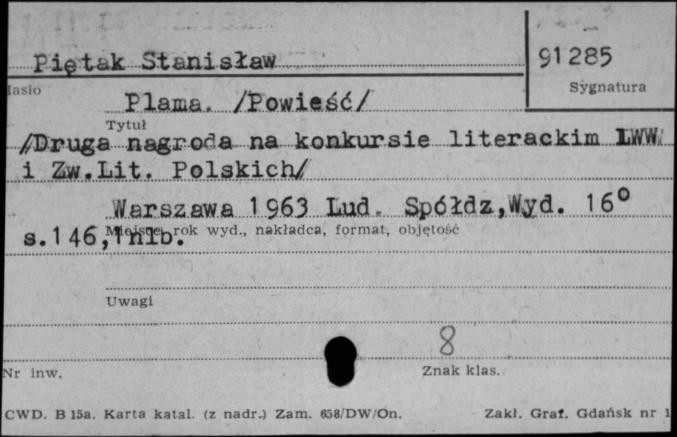 Piętak Stanisław
91285
Hasło
Sygnatura
Plama. /Powieść/
Tytuł
/Druga nagroda na konkursie literackim LWW
i Zw.Lit. Polskich/
Warszawa 1963 Lud. Spółdz,Wyd. 16°
s.146,1nlb.
Miejsce, rok wyd., nakładca, format, objętość
Uwagi
8
Nr inw.
Znak klas.
CWD. B 15a. Karta katal. (z nadr.) Zam. 658/DW/On.
Zakł. Graf. Gdańsk nr 1